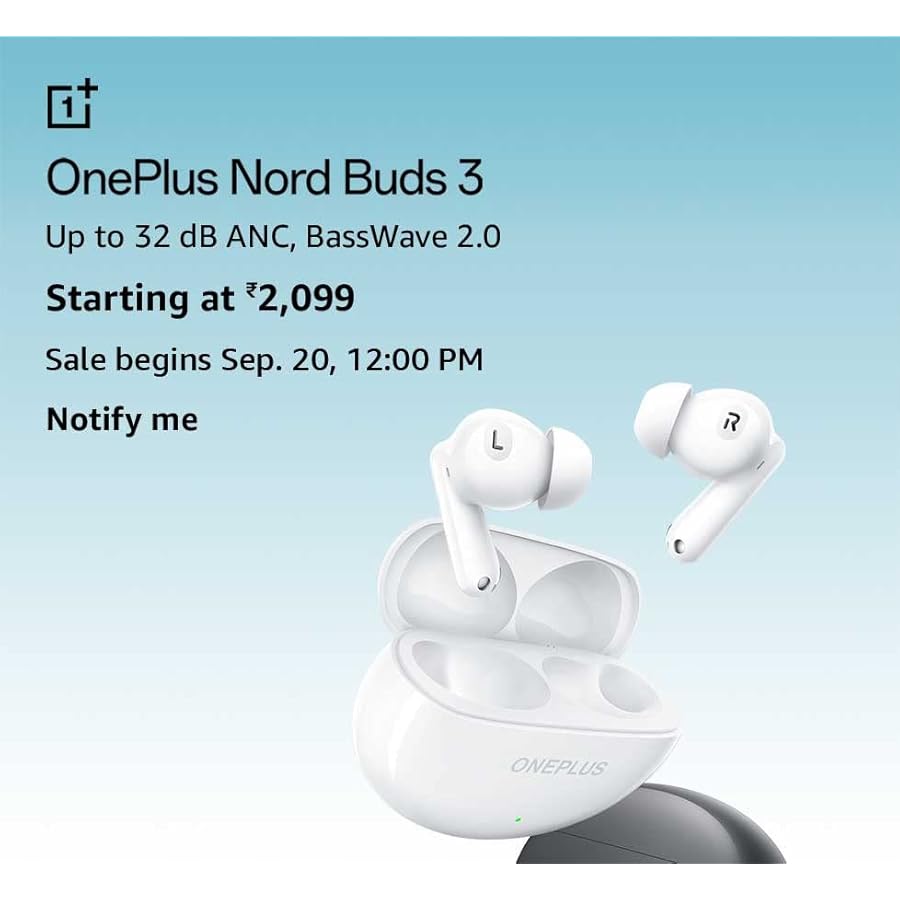 1+
OnePlus Nord Buds 3
Up to 32 dB ANC, BassWave 2.0
Starting at ₹2,099
Sale begins Sep. 20, 12:00 PM
Notify me
L
R
ONEPLUS